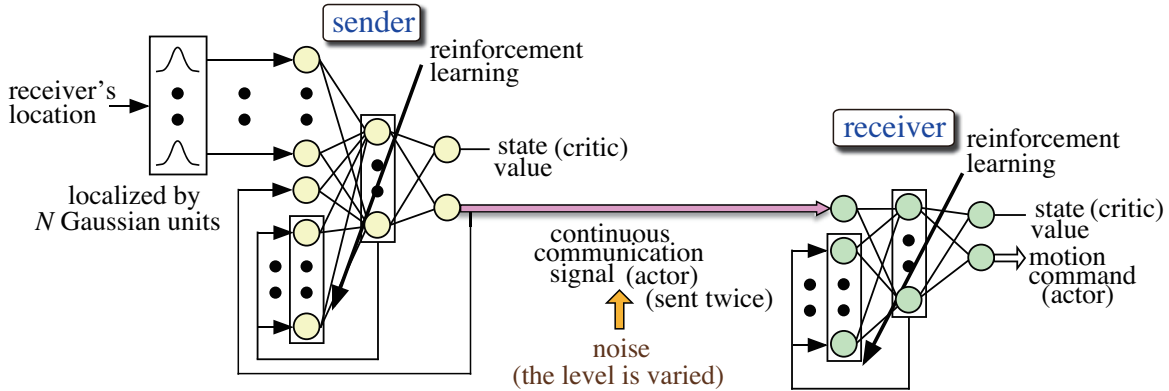 sender
reinforcement
learning
receiver's
location
localized by
N Gaussian units
state (critic)
value
continuous
communication
signal (actor)
(sent twice)
noise
(the level is varied)
receiver
reinforcement
learning
state (critic)
value
motion
command
(actor)